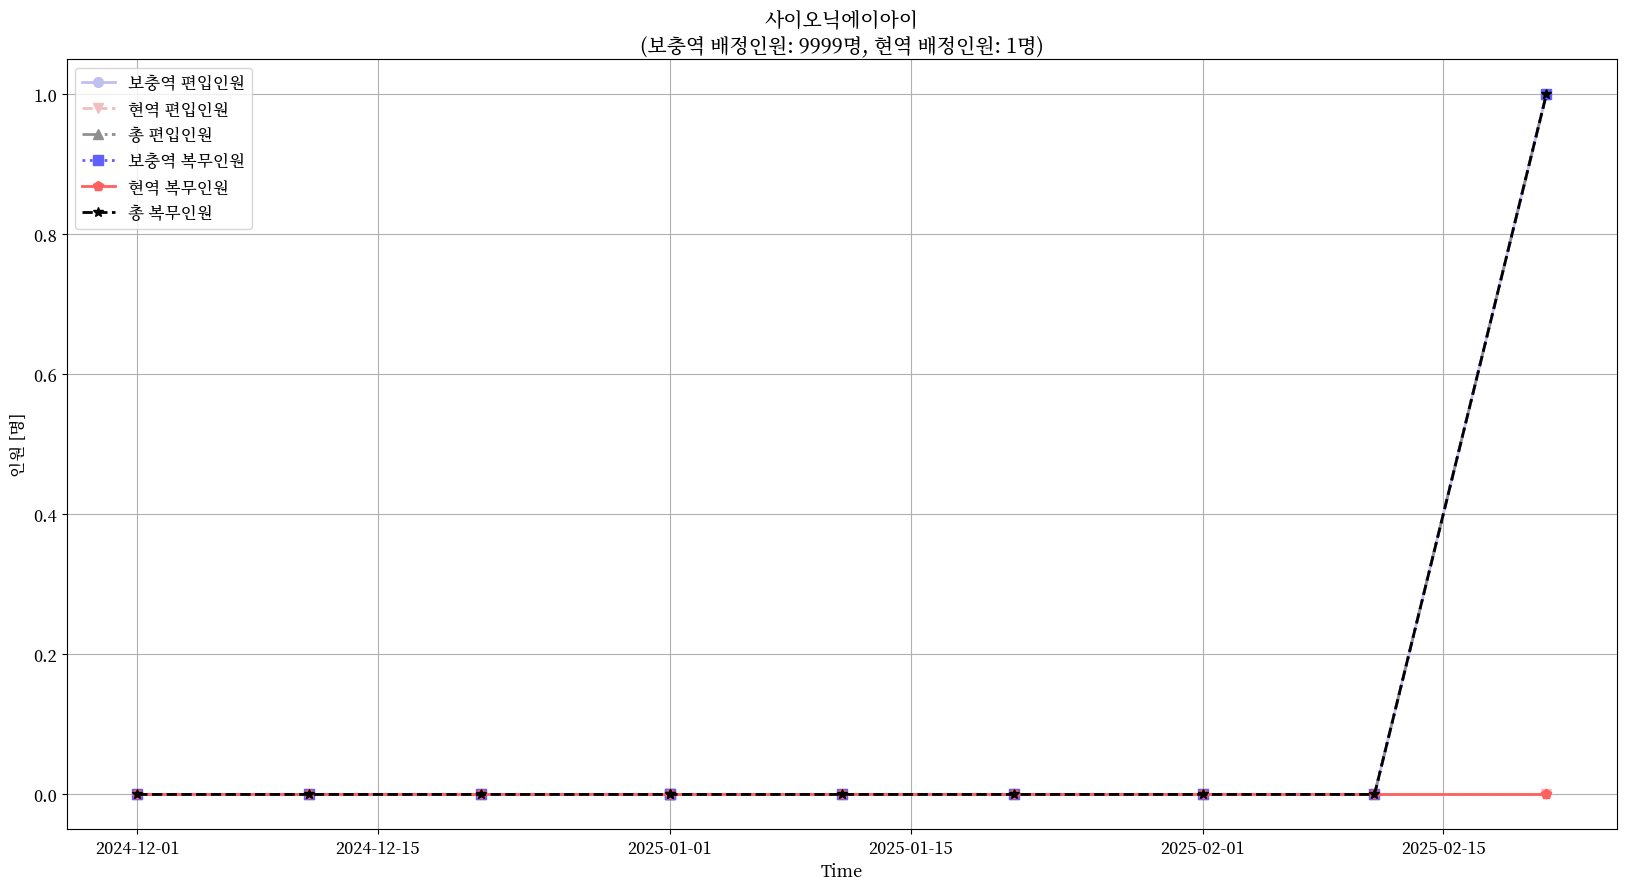 사이오닉에이아이
(보충역 배정인원: 9999명, 현역 배정인원: 1명)
보충역 편입인원
현역 편입인원
총 편입인원
보충역 복무인원
현역 복무인원
총 복무인원
인원 [명]
1.0
0.8
0.6
0.4
0.2
0.0
2024-12-01
2024-12-15
2025-01-01
2025-01-15
2025-02-01
2025-02-15
Time